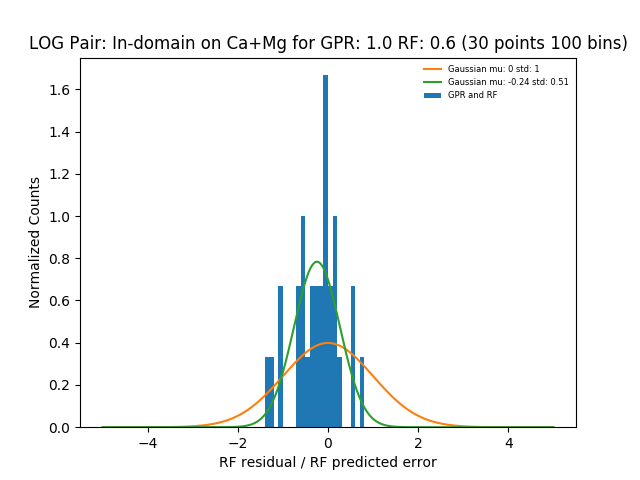 LOG Pair: In-domain on Ca+Mg for GPR: 1.0 RF: 0.6 (30 points 100 bins)
Gaussian mu: 0 std: 1
Gaussian mu: -0.24 std: 0.51
GPR and RF
Normalized Counts
1.6
1.4
1.2
1.0
0.8
0.6
0.4
0.2
0.0
−4
−2
0
2
4
RF residual / RF predicted error